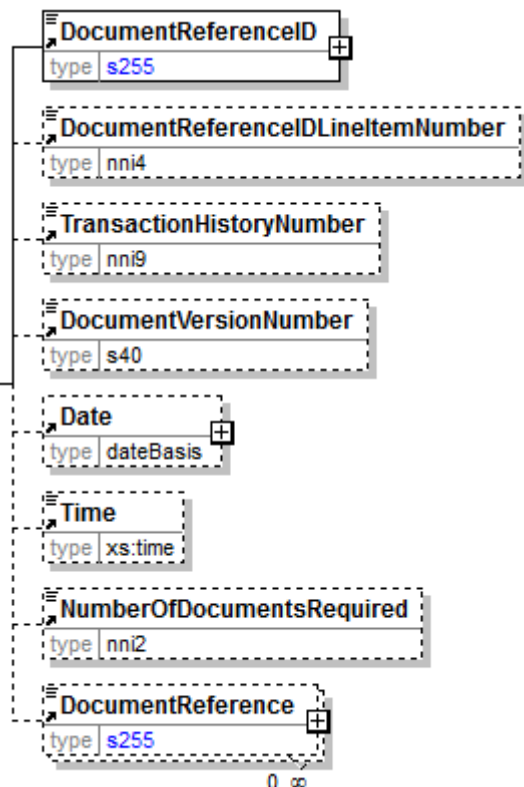 DocumentReferenceID
type s255
DocumentReferenceIDLineItemNumber
type nni4
TransactionHistoryNumber
type nni9
DocumentVersionNumber
type s40
Date
type dateBasis
Time
type xs:time
NumberOfDocumentsRequired
type nni2
DocumentReference
type s255
0..∞